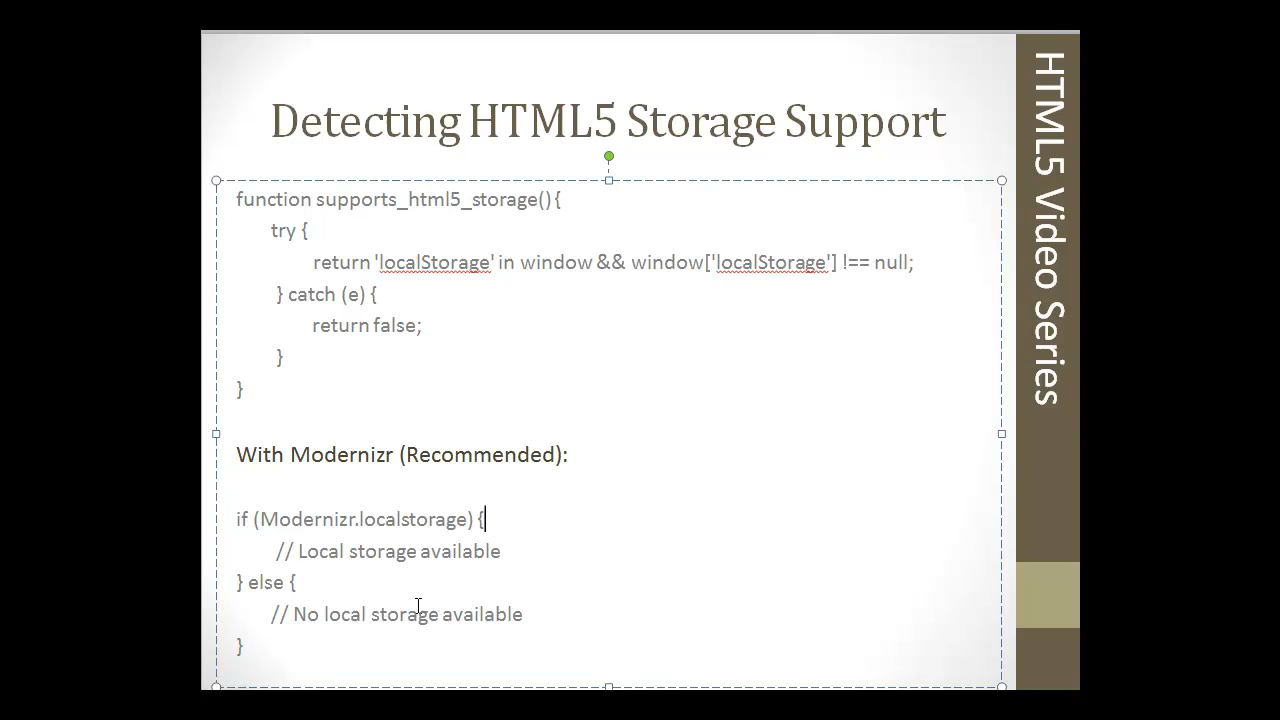 Detecting HTML5 Storage Support
function supports_html5_storage() {
try {
return 'localStorage' in window && window['localStorage'] !== null;
} catch (e) {
return false;
}
}
With Modernizr (Recommended):
if (Modernizr.localstorage) {
// Local storage available
} else {
// No local storage available
}
HTML5 Video Series